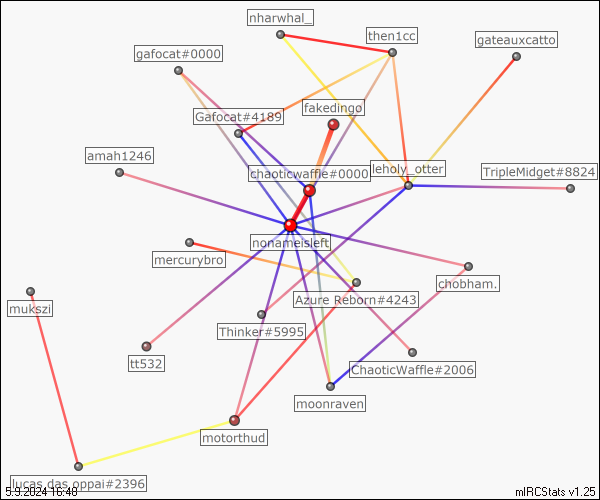 nharwhal_
then1cc
gateauxcatto
gafocat#0000
fakedingo
Gafocat#4189
amah1246
chaoticwaffle#0000
leholy_otter
TripleMidget#8824
nonameisleft
mercurybro
chobham.
Azure Reborn#4243
mukszi
Thinker#5995
tt532
ChaoticWaffle#2006
moonraven
motorthud
lucas das oppai#2396
5.9.2024 16:48
mIRCStats v1.25